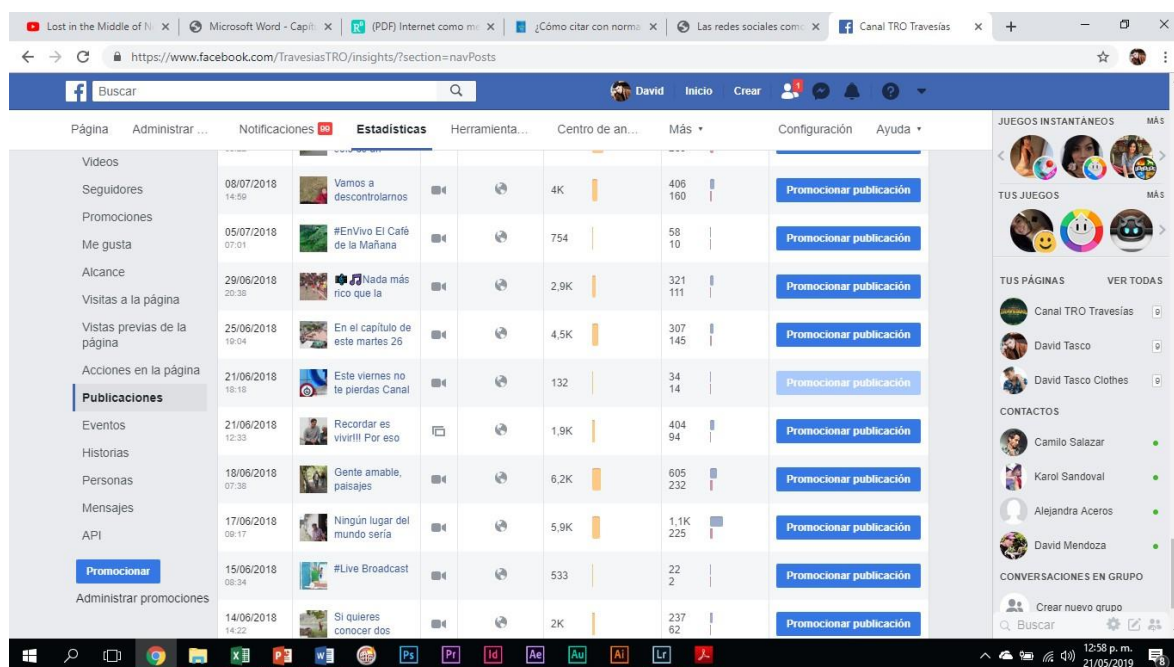 Lost in the Middle of N
Microsoft Word - Capít
(PDF) Internet como me
¿Cómo citar con norma
Las redes sociales com
Canal TRO Travesías
https://www.facebook.com/TravesiasTRO/insights/?section=navPosts
Buscar
David Inicio Crear 1
Página Administrar ... Notificaciones 99 Estadísticas Herramienta... Centro de an... Más Configuración Ayuda
Videos
Seguidores
Promociones
Me gusta
Alcance
Visitas a la página
Vistas previas de la
página
Acciones en la página
Publicaciones
Eventos
Historias
Personas
Mensajes
API
Promocionar
Administrar promociones
08/07/2018 Vamos a 4K 406 Promocionar publicación
14:59 descontrolarnos 160
05/07/2018 #EnVivo El Café 754 58 Promocionar publicación
07:01 de la Mañana 10
29/06/2018 Nada más 2,9K 321 Promocionar publicación
20:38 rico que la 111
25/06/2018 En el capítulo de 4,5K 307 Promocionar publicación
19:04 este martes 26 145
21/06/2018 Este viernes no 132 34 Promocionar publicación
18:18 te pierdas Canal 14
21/06/2018 Recordar es 1,9K 404 Promocionar publicación
12:33 vivir!!! Por eso 94
18/06/2018 Gente amable, 6,2K 605 Promocionar publicación
07:38 paisajes 232
17/06/2018 Ningún lugar del 5,9K 1,1K Promocionar publicación
09:17 mundo sería 225
15/06/2018 #Live Broadcast 533 22 Promocionar publicación
08:34 2
14/06/2018 Si quieres 2K 237 Promocionar publicación
14:22 conocer dos 62
JUEGOS INSTANTÁNEOS MÁS
TUS JUEGOS MÁS
TUS PÁGINAS VER TODAS
Canal TRO Travesías 9
David Tasco 9
David Tasco Clothes 9
CONTACTOS
Camilo Salazar
Karol Sandoval
Alejandra Aceros
David Mendoza
CONVERSACIONES EN GRUPO
Crear nuevo grupo
Buscar
Ps Pr Id Ae Au Ai Lr
12:58 p. m.
21/05/2019